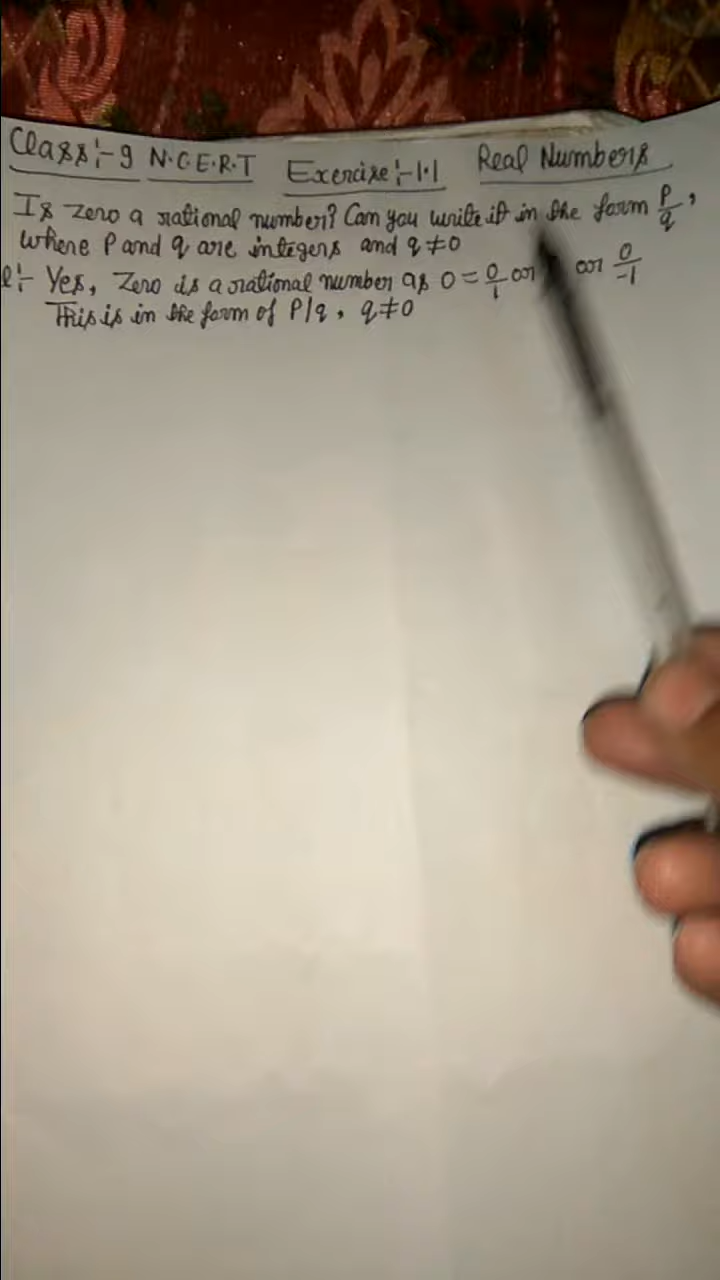 Class:-9 N.C.E.R.T Exercise:-1.1 Real Numbers
Is zero a rational number? Can you write it in the form P/q,
where P and q are integers and q ≠ 0
Yes, Zero is a rational number as 0 = 0/1 or or 0/-1
This is in the form of P/q, q ≠ 0